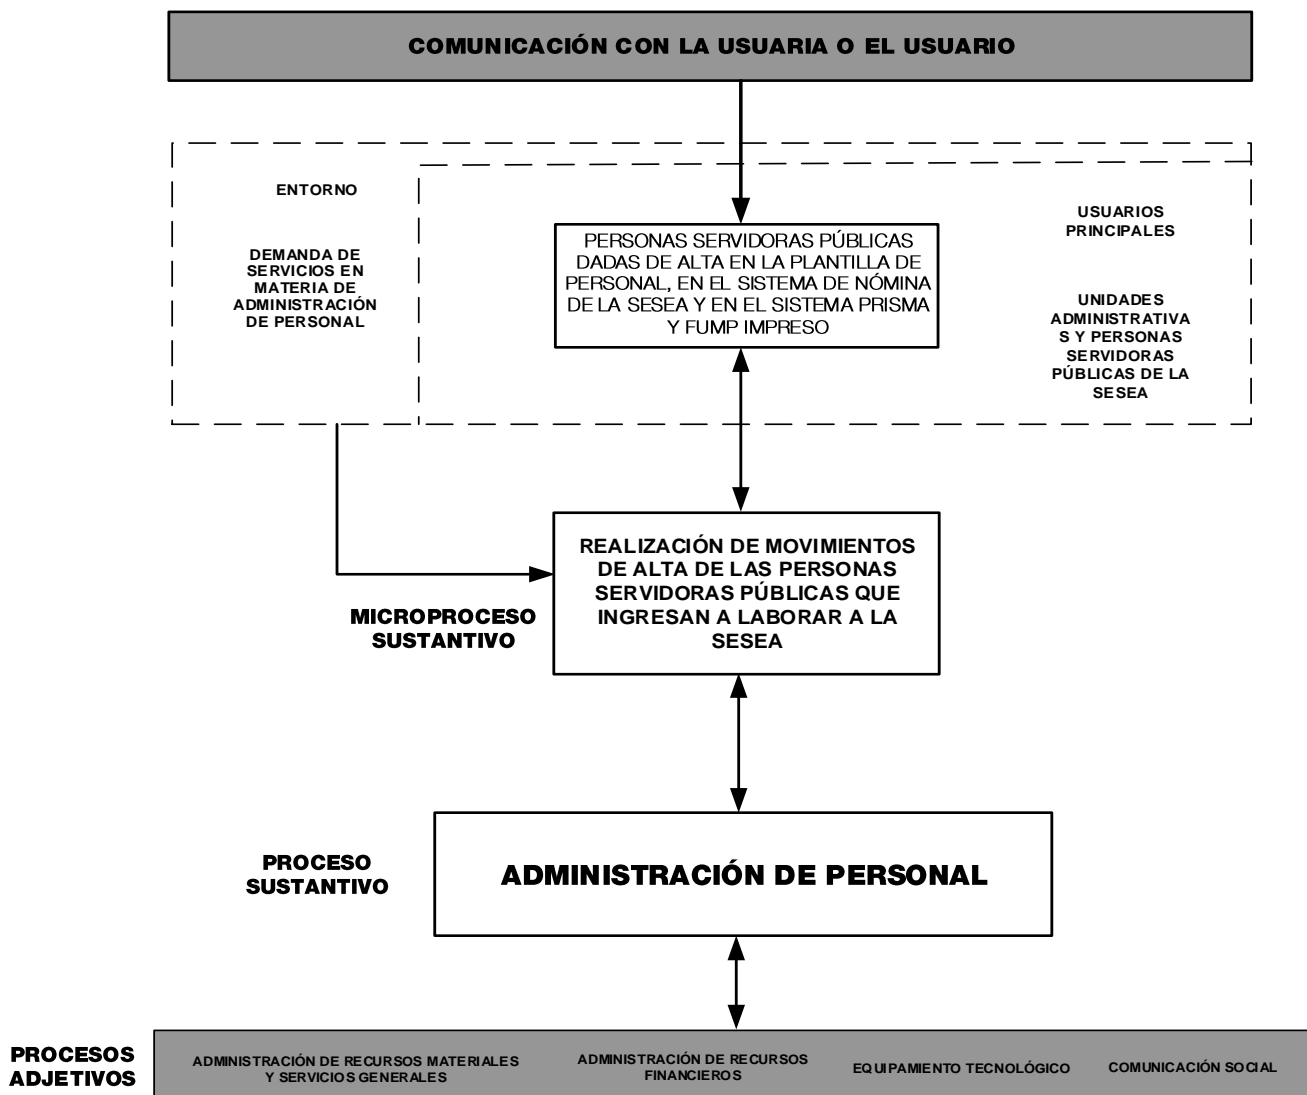 COMUNICACIÓN CON LA USUARIA O EL USUARIO
ENTORNO
DEMANDA DE
SERVICIOS EN
MATERIA DE
ADMINISTRACIÓN
DE PERSONAL
PERSONAS SERVIDORAS PÚBLICAS
DADAS DE ALTA EN LA PLANTILLA DE
PERSONAL, EN EL SISTEMA DE NÓMINA
DE LA SESEA Y EN EL SISTEMA PRISMA
Y FUMP IMPRESO
USUARIOS
PRINCIPALES
UNIDADES
ADMINISTRATIVA
S Y PERSONAS
SERVIDORAS
PÚBLICAS DE LA
SESEA
REALIZACIÓN DE MOVIMIENTOS
DE ALTA DE LAS PERSONAS
SERVIDORAS PÚBLICAS QUE
INGRESAN A LABORAR A LA
SESEA
MICROPROCESO
SUSTANTIVO
PROCESO
SUSTANTIVO
ADMINISTRACIÓN DE PERSONAL
PROCESOS
ADJETIVOS
ADMINISTRACIÓN DE RECURSOS MATERIALES
Y SERVICIOS GENERALES
ADMINISTRACIÓN DE RECURSOS
FINANCIEROS
EQUIPAMIENTO TECNOLÓGICO
COMUNICACIÓN SOCIAL